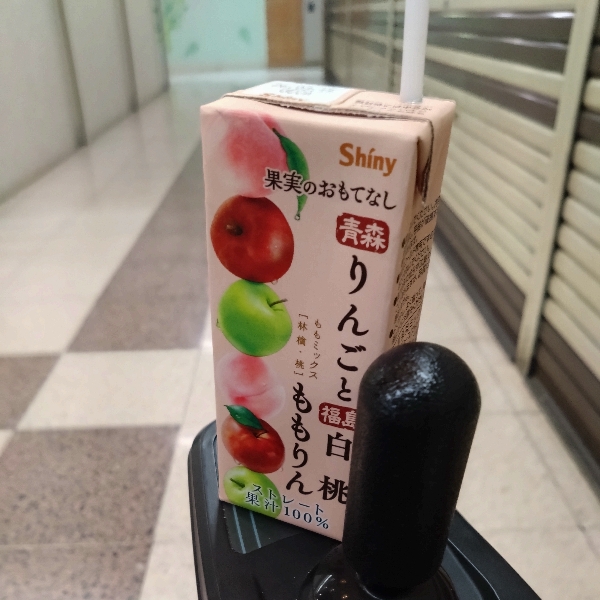 Shiny
果実のおもてなし
青森
りんごと
福島
白桃
ももミックス
[林檎・桃]
ももりん
ストレート
果汁100%